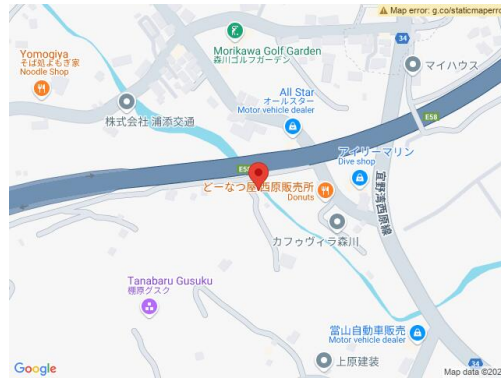 Map error: g.co/staticmaperro
Morikawa Golf Garden
森川ゴルフガーデン
34
Yomogiya
そば処よもぎ家
Noodle Shop
マイハウス
All Star
オールスター
Motor vehicle dealer
株式会社 浦添交通
E58
アイリーマリン
Dive shop
E58
どーなつ屋 西原販売所
Donuts
宜野湾西原線
カフゥヴィラ森川
Tanabaru Gusuku
棚原グスク
當山自動車販売
Motor vehicle dealer
上原建装
34
Google
Map data ©202